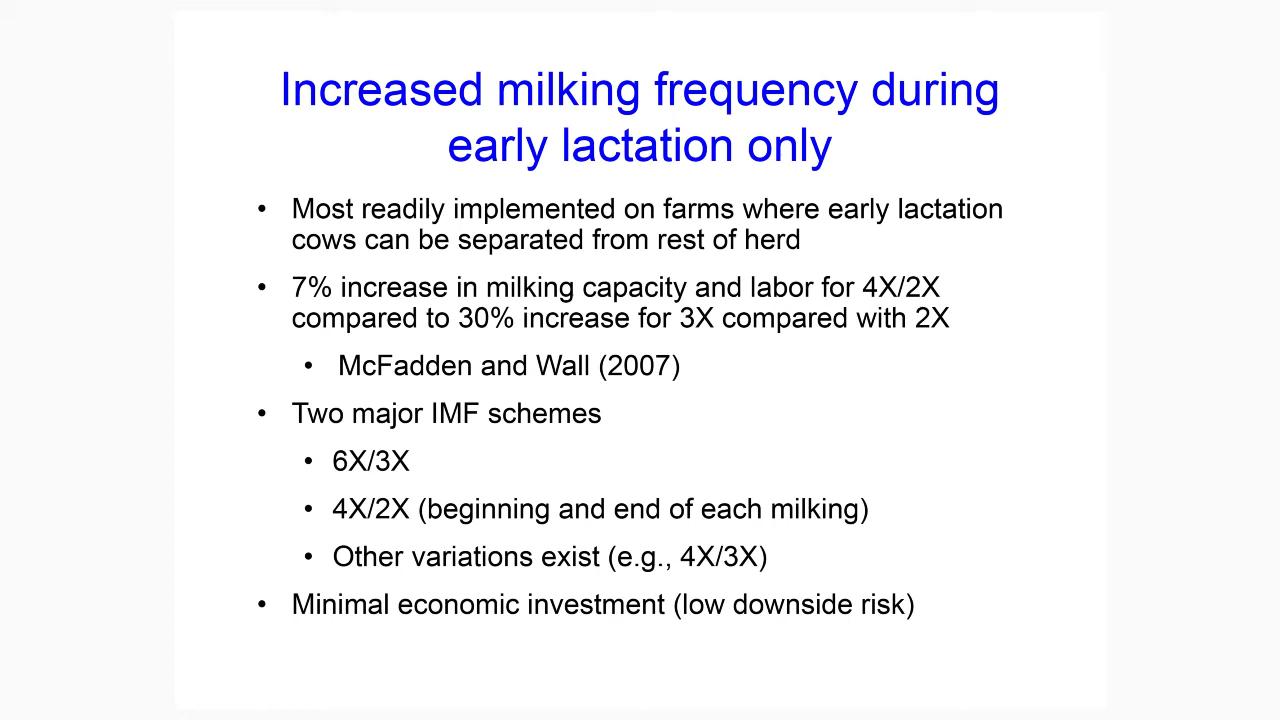 Increased milking frequency during
early lactation only
• Most readily implemented on farms where early lactation
cows can be separated from rest of herd
• 7% increase in milking capacity and labor for 4X/2X
compared to 30% increase for 3X compared with 2X
• McFadden and Wall (2007)
• Two major IMF schemes
• 6X/3X
• 4X/2X (beginning and end of each milking)
• Other variations exist (e.g., 4X/3X)
• Minimal economic investment (low downside risk)